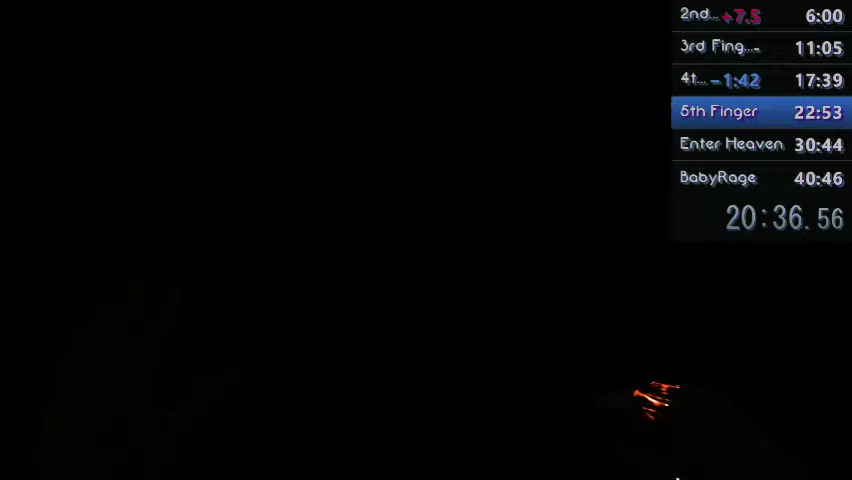 2nd... +7.5 6:00
3rd Fing...- 11:05
4t... -1:42 17:39
5th Finger 22:53
Enter Heaven 30:44
BabyRage 40:46
20:36.56